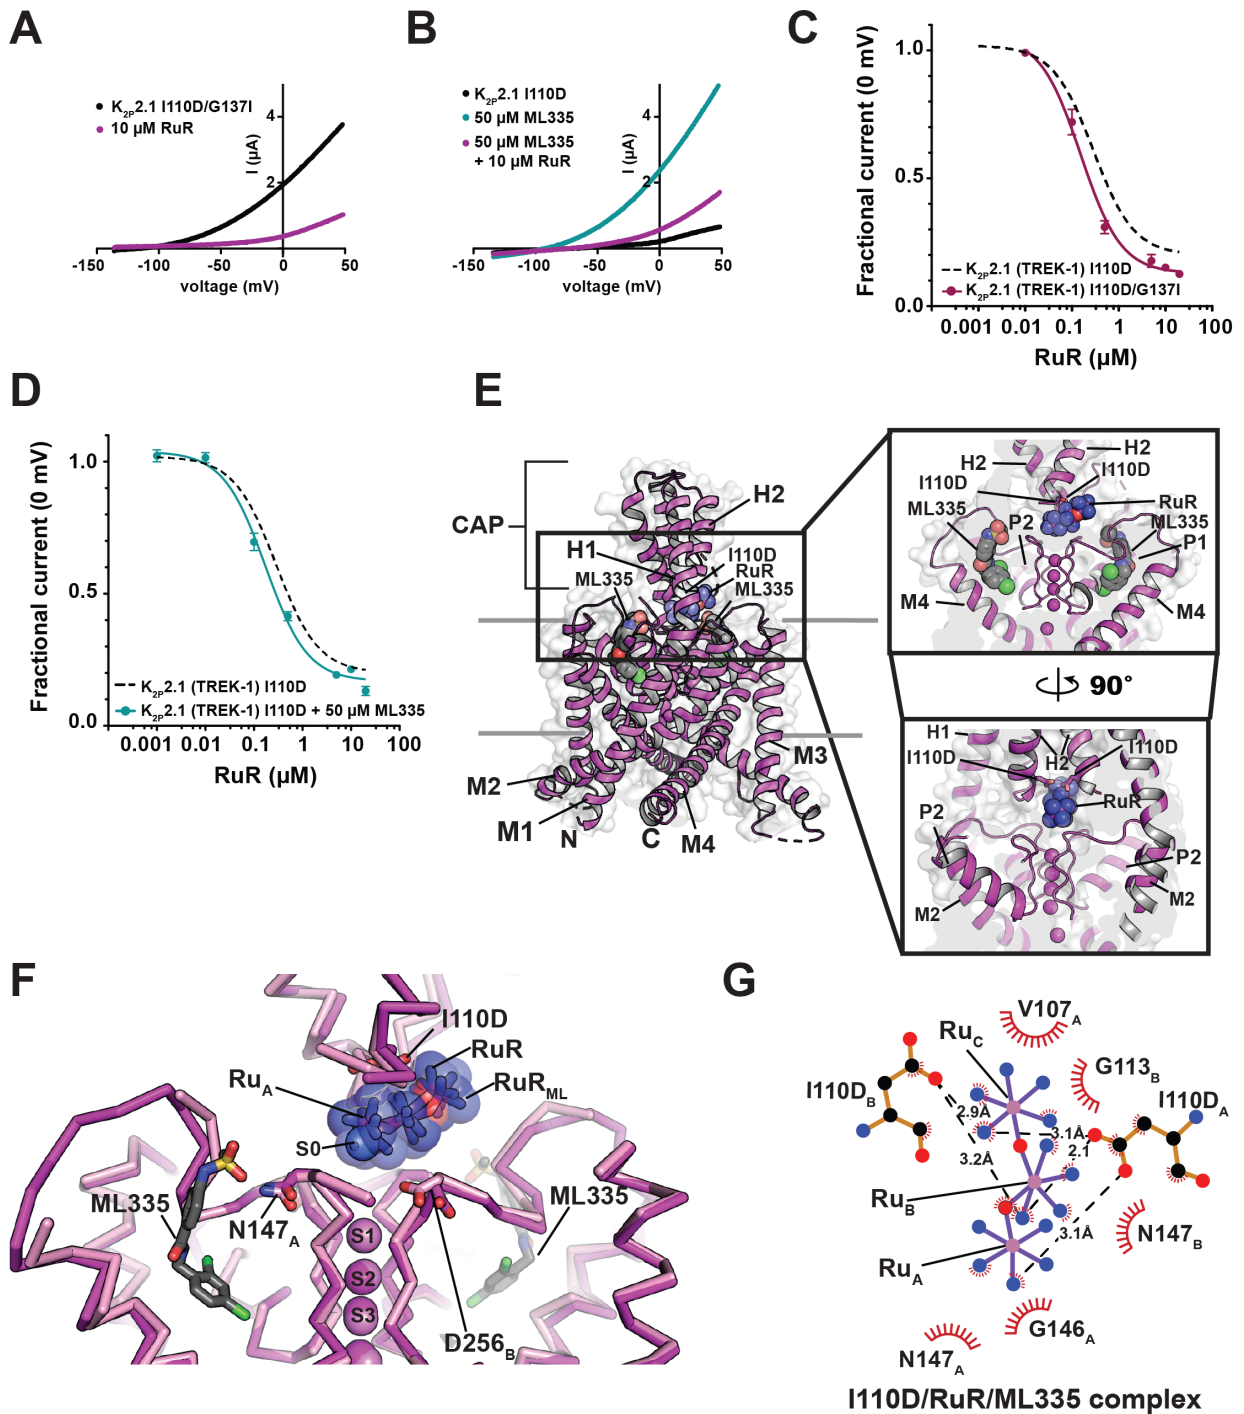 A
K2P2.1 I110D/G137I
10 µM RuR
I (µA)
4
2
-150
-100
-50
0
50
voltage (mV)
B
K2P2.1 I110D
50 µM ML335
50 µM ML335
+ 10 µM RuR
I (µA)
4
2
-150
-100
-50
0
50
voltage (mV)
C
Fractional current (0 mV)
1.0
0.5
0.0
K2P2.1 (TREK-1) I110D
K2P2.1 (TREK-1) I110D/G137I
0.001 0.01 0.1 1 10 100
RuR (µM)
D
Fractional current (0 mV)
1.0
0.5
0.0
K2P2.1 (TREK-1) I110D
K2P2.1 (TREK-1) I110D + 50 µM ML335
0.001 0.01 0.1 1 10 100
RuR (µM)
E
CAP
H2
H1
I110D
RuR
ML335
ML335
M3
M2
M1
N
C
M4
H2
H2
I110D
I110D
RuR
ML335
P2
ML335
P1
M4
M4
90°
H1
I110D
H2
I110D
RuR
P2
P2
M2
M2
F
I110D
RuR
RuA
RuRML
S0
ML335
N147A
ML335
S1
S2
S3
D256B
G
V107A
RuC
G113B
I110DB
I110DA
2.9Å
3.1Å
3.2Å
2.1
RuB
3.1Å
N147B
RuA
G146A
N147A
I110D/RuR/ML335 complex